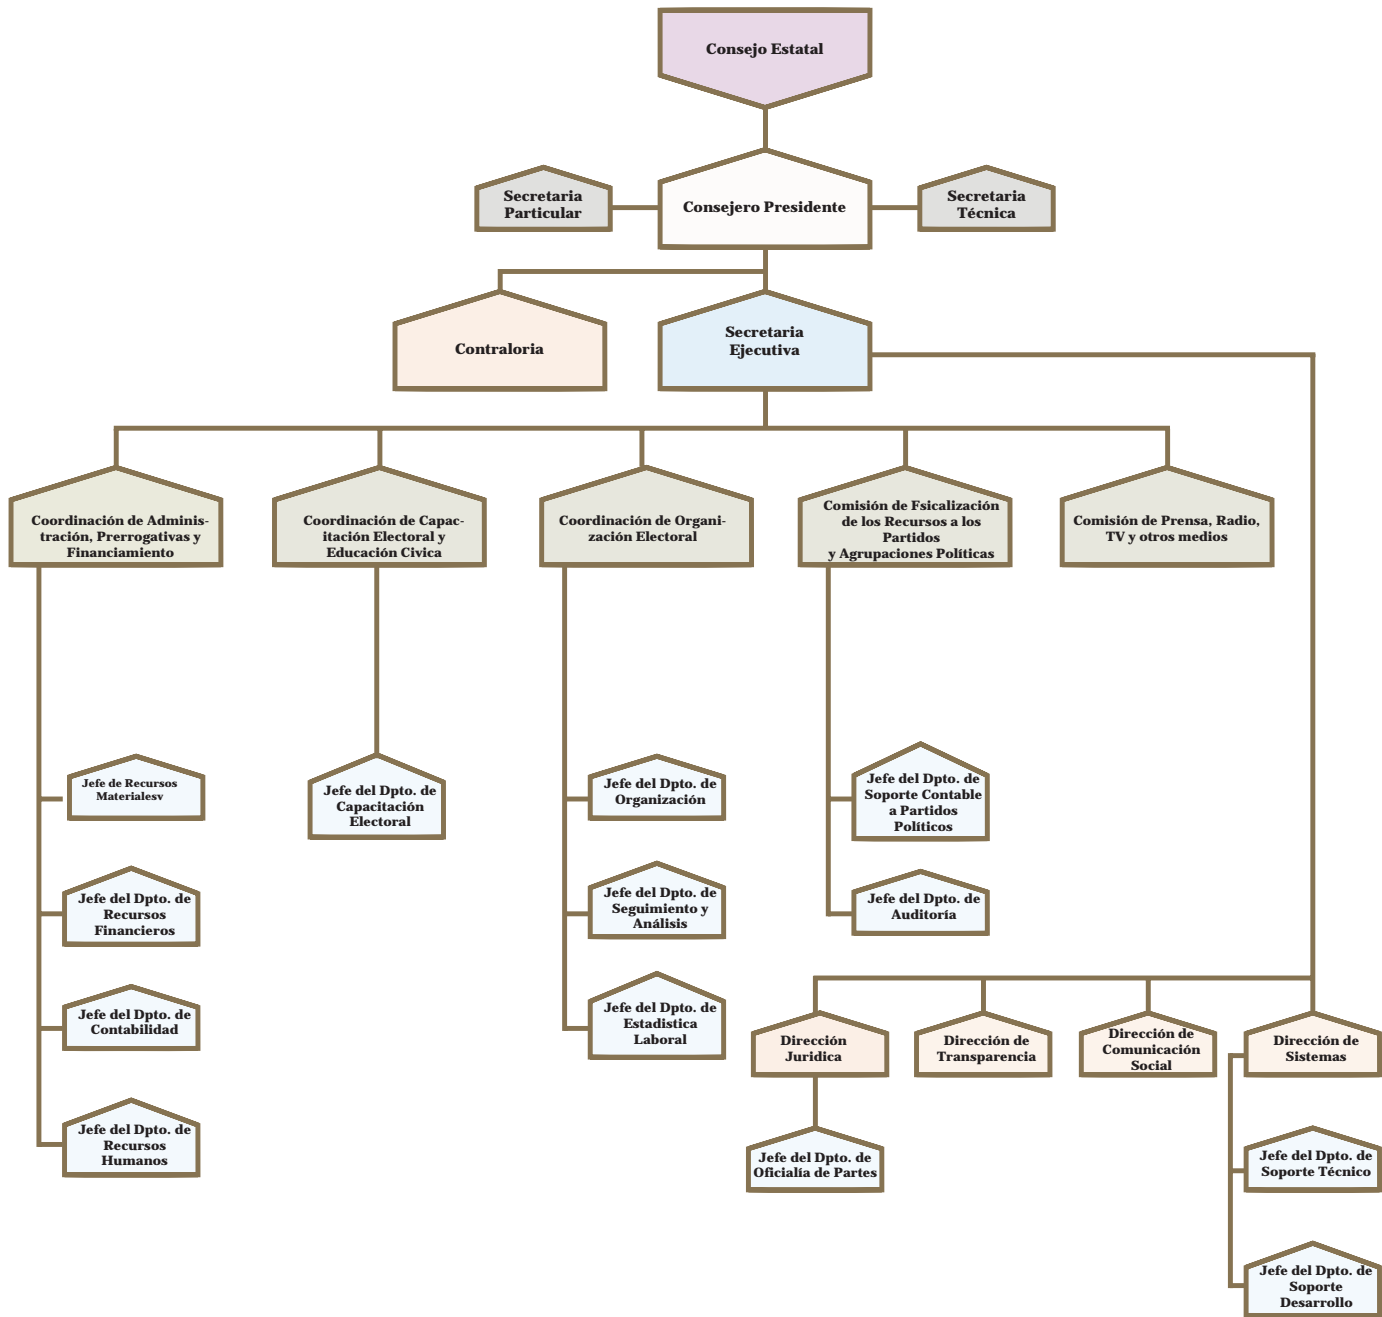 Consejo Estatal
Secretaria
Particular
Consejero Presidente
Secretaria
Técnica
Contraloria
Secretaria
Ejecutiva
Coordinación de Adminis-
tración, Prerrogativas y
Financiamiento
Coordinación de Capac-
itación Electoral y
Educación Civica
Coordinación de Organi-
zación Electoral
Comisión de Fsicalización
de los Recursos a los
Partidos
y Agrupaciones Políticas
Comisión de Prensa, Radio,
TV y otros medios
Jefe de Recursos
Materialesv
Jefe del Dpto. de
Capacitación
Electoral
Jefe del Dpto. de
Organización
Jefe del Dpto. de
Soporte Contable
a Partidos
Políticos
Jefe del Dpto. de
Recursos
Financieros
Jefe del Dpto. de
Seguimiento y
Análisis
Jefe del Dpto. de
Auditoría
Jefe del Dpto. de
Contabilidad
Jefe del Dpto. de
Estadistica
Laboral
Dirección
Juridica
Dirección de
Transparencia
Dirección de
Comunicación
Social
Dirección de
Sistemas
Jefe del Dpto. de
Recursos
Humanos
Jefe del Dpto. de
Oficialía de Partes
Jefe del Dpto. de
Soporte Técnico
Jefe del Dpto. de
Soporte
Desarrollo